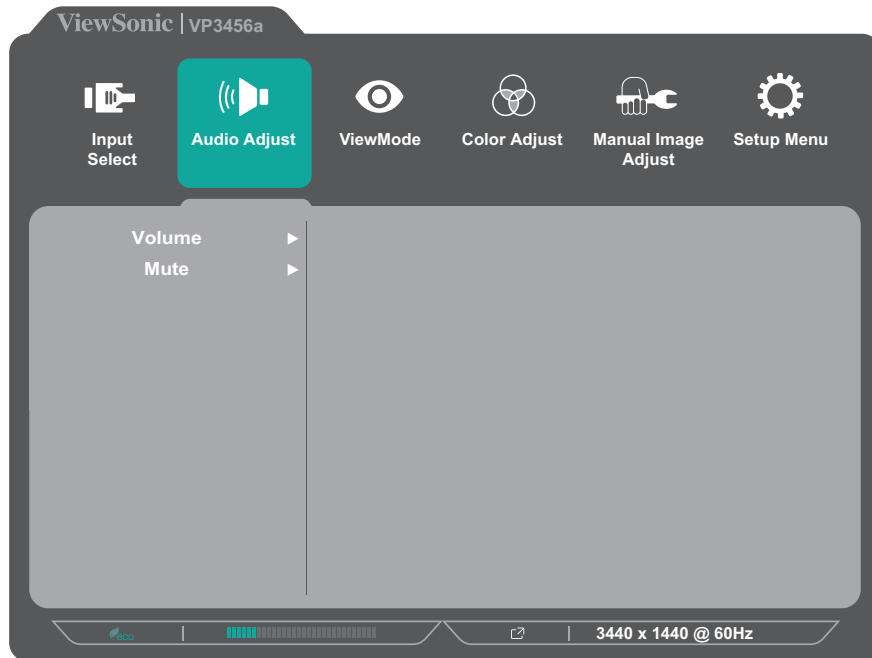 ViewSonic | VP3456a
Input Select
Audio Adjust
ViewMode
Color Adjust
Manual Image Adjust
Setup Menu
Volume
Mute
eco
3440 x 1440 @ 60Hz